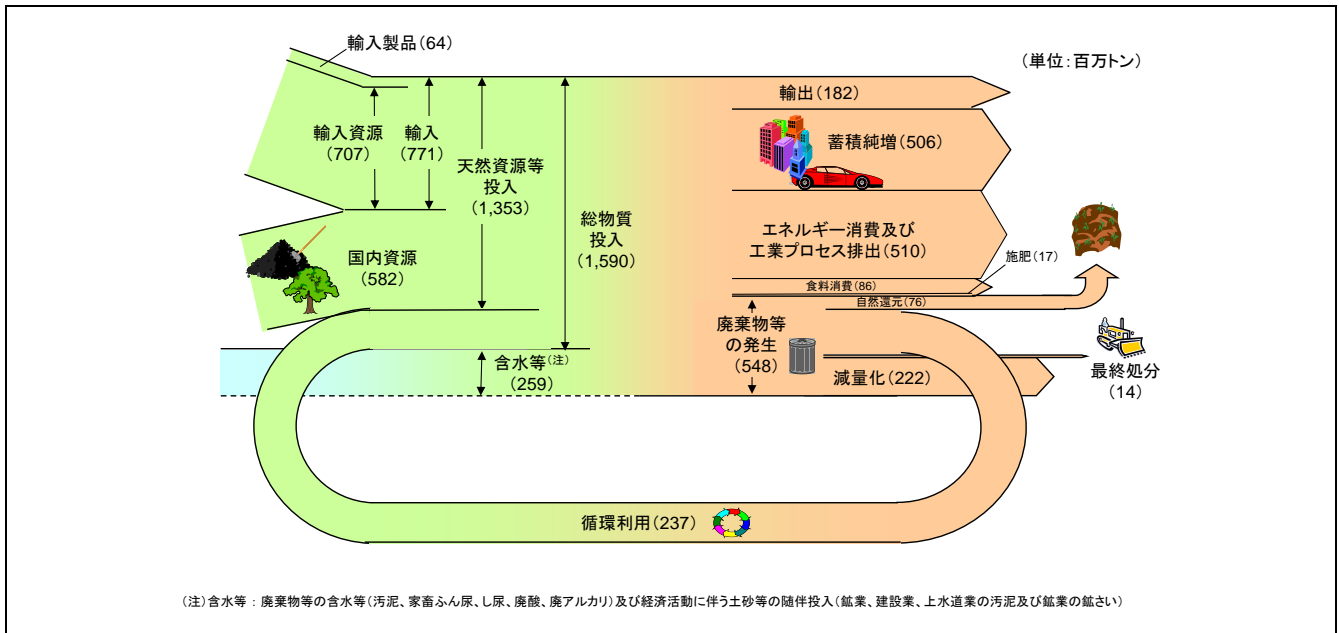 輸入製品(64)
(単位:百万トン)
輸出(182)
輸入資源
(707)
輸入
(771)
蓄積純増(506)
天然資源等
投入
(1,353)
総物質
投入
(1,590)
エネルギー消費及び
工業プロセス排出(510)
国内資源
(582)
施肥(17)
食料消費(86)
自然還元(76)
廃棄物等
の発生
(548)
含水等(注)
(259)
減量化(222)
最終処分
(14)
循環利用(237)
(注)含水等 : 廃棄物等の含水等(汚泥、家畜ふん尿、し尿、廃酸、廃アルカリ)及び経済活動に伴う土砂等の随伴投入(鉱業、建設業、上水道業の汚泥及び鉱業の鉱さい)